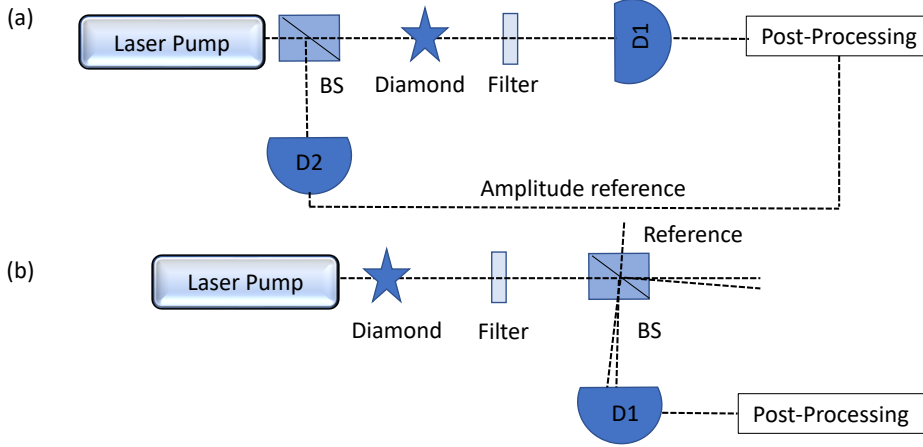 (a)
Laser Pump
BS
Diamond
Filter
D1
Post-Processing
D2
Amplitude reference
(b)
Laser Pump
Diamond
Filter
Reference
BS
D1
Post-Processing